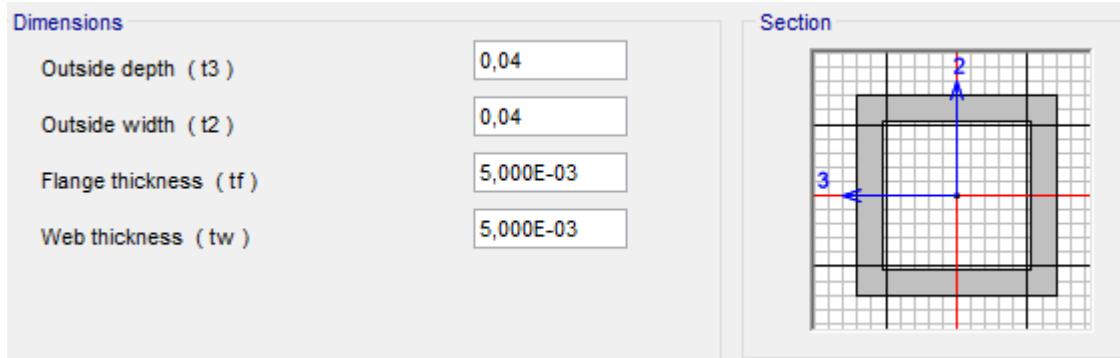 Dimensions
Outside depth ( t3 ) 0,04
Outside width ( t2 ) 0,04
Flange thickness ( tf ) 5,000E-03
Web thickness ( tw ) 5,000E-03
Section
2
3